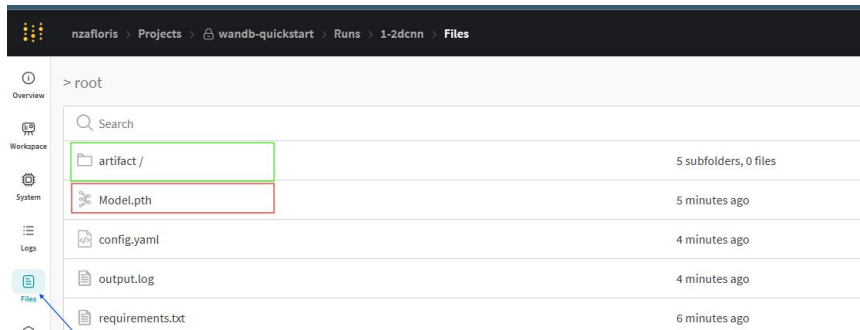 nzafloris > Projects > wandb-quickstart > Runs > 1-2dcnn > Files
Overview
Workspace
System
Logs
Files
> root
Search
artifact / 5 subfolders, 0 files
Model.pth 5 minutes ago
config.yaml 4 minutes ago
output.log 4 minutes ago
requirements.txt 6 minutes ago